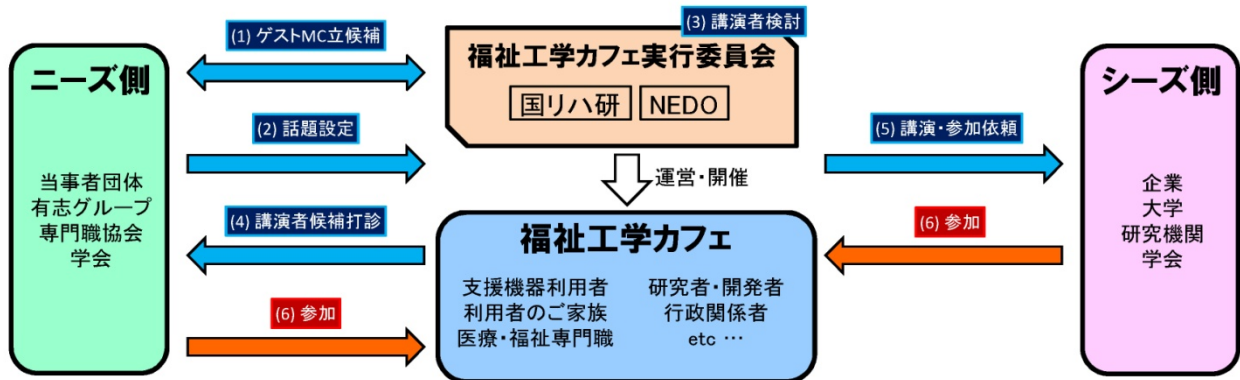 ニーズ側
当事者団体
有志グループ
専門職協会
学会
(1) ゲストMC立候補
(2) 話題設定
(4) 講演者候補打診
(6) 参加
(3) 講演者検討
福祉工学カフェ実行委員会
国リハ研 NEDO
運営・開催
福祉工学カフェ
支援機器利用者 研究者・開発者
利用者のご家族 行政関係者
医療・福祉専門職 etc …
(5) 講演・参加依頼
(6) 参加
シーズ側
企業
大学
研究機関
学会